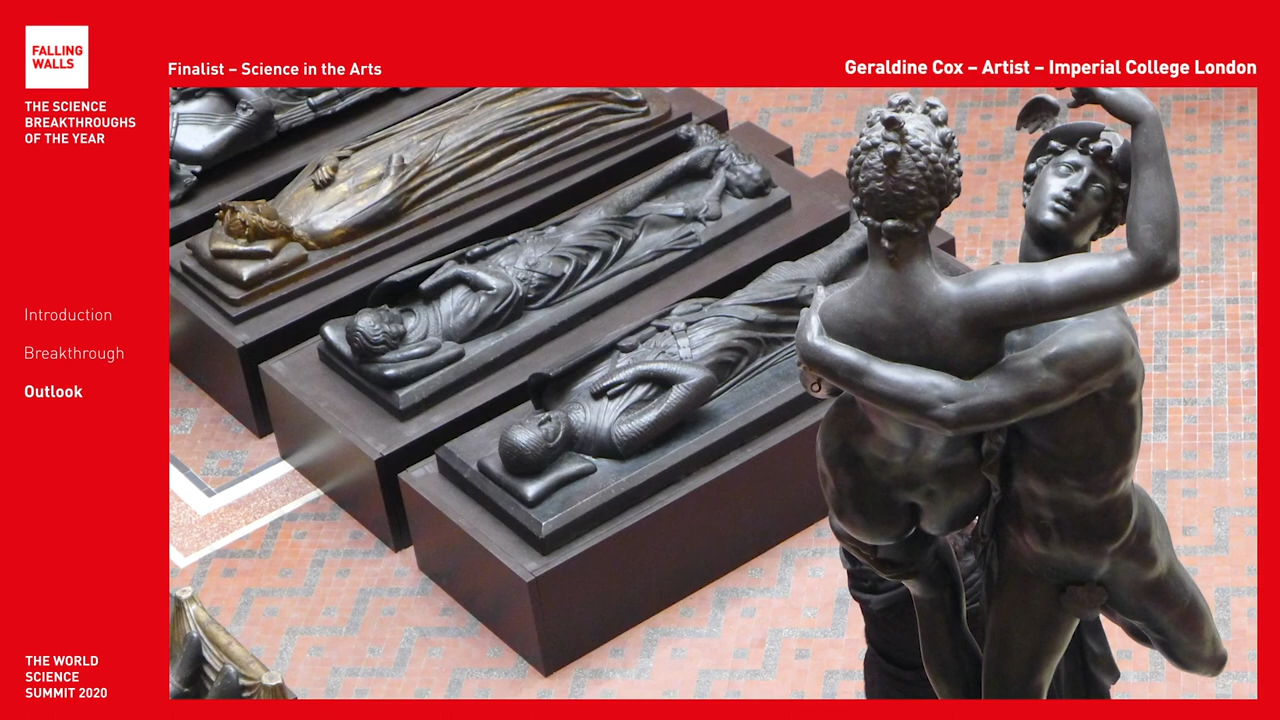 FALLING
WALLS
THE SCIENCE
BREAKTHROUGHS
OF THE YEAR
Finalist – Science in the Arts
Geraldine Cox – Artist – Imperial College London
Introduction
Breakthrough
Outlook
THE WORLD
SCIENCE
SUMMIT 2020